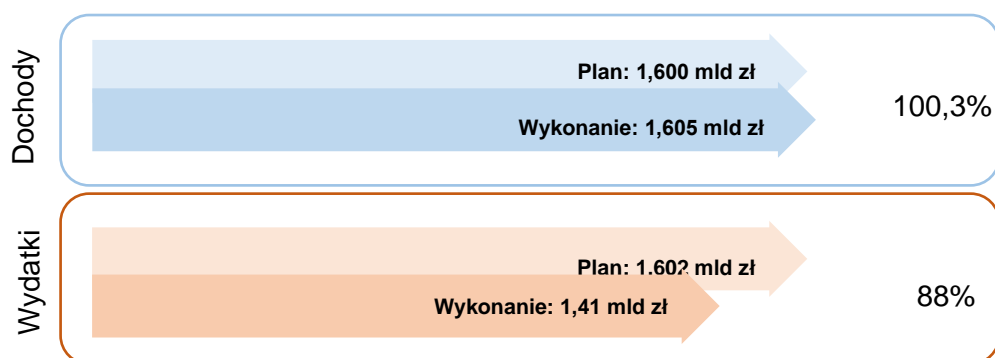 Dochody
Plan: 1,600 mld zł
Wykonanie: 1,605 mld zł
100,3%
Wydatki
Plan: 1.602 mld zł
Wykonanie: 1,41 mld zł
88%